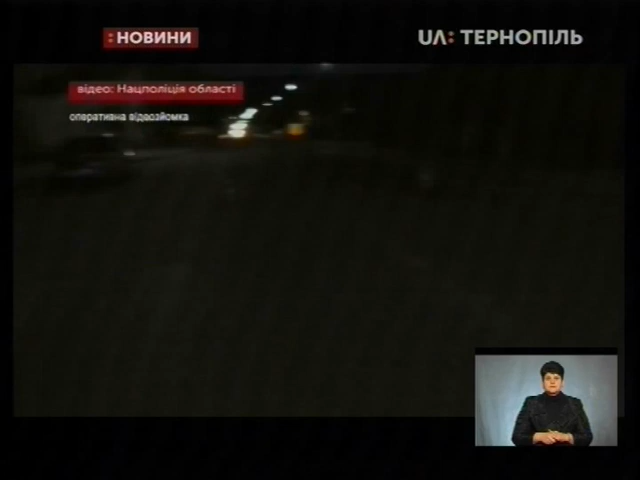 :НОВИНИ
UA: ТЕРНОПІЛЬ
відео: Нацполіція області
оперативна відеозйомка